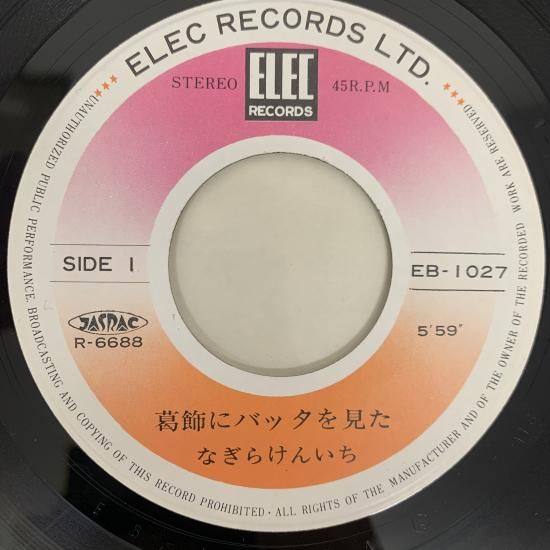 ELEC RECORDS LTD.
STEREO
ELEC
RECORDS
45R.P.M
SIDE 1
EB-1027
JASRAC
R-6688
5'59"
葛飾にバッタを見た
なぎらけんいち
UNAUTHORIZED PUBLIC PERFORMANCE. BROADCASTING AND COPYING OF THIS RECORD PROHIBITED · ALL RIGHTS OF THE MANUFACTURER AND OF THE OWNER OF THE RECORDED WORK ARE RESERVED